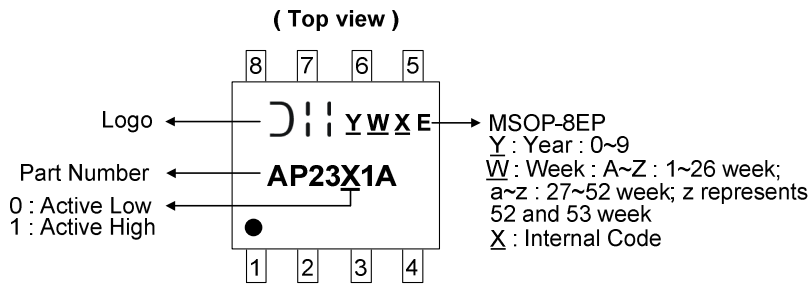 ( Top view )
8 7 6 5
Logo
Y W X E
MSOP-8EP
Y : Year : 0~9
W : Week : A~Z : 1~26 week;
a~z : 27~52 week; z represents
52 and 53 week
X : Internal Code
Part Number
AP23X1A
0 : Active Low
1 : Active High
1 2 3 4